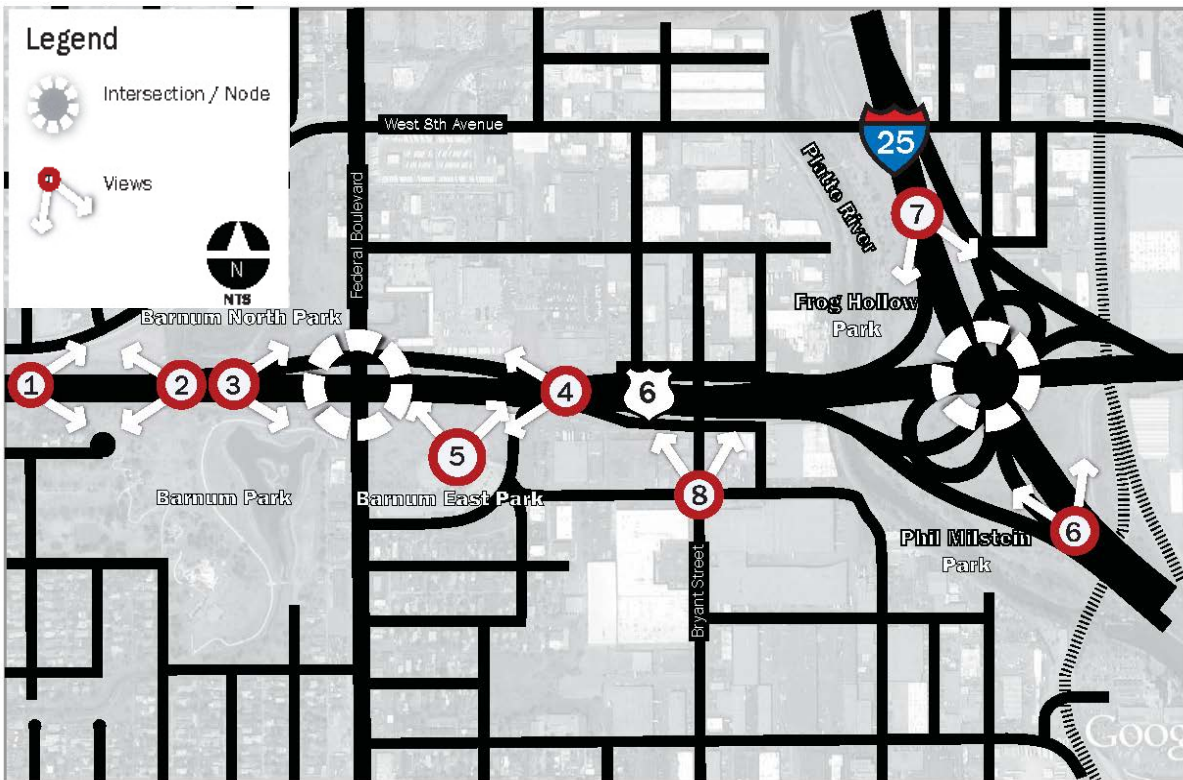 Legend
Intersection / Node
Views
N
NTS
West 8th Avenue
25
Federal Boulevard
Platte River
7
Frog Hollow
Park
Barnum North Park
1
2
3
4
6
5
8
Barnum Park
Barnum East Park
Bryant Street
Phil Milstein
Park
6
Goog